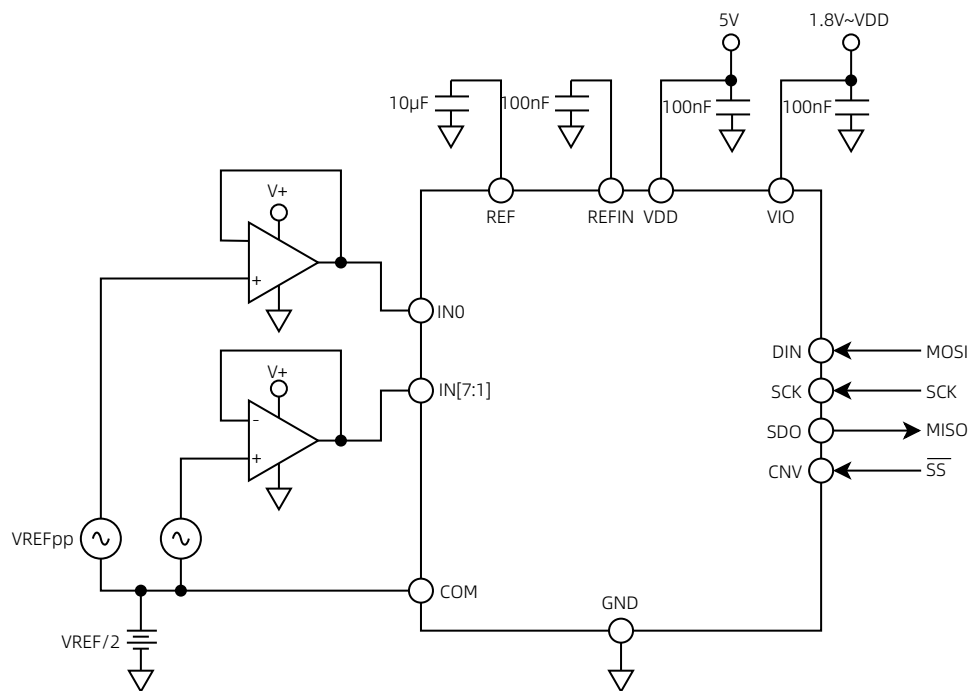 5V
1.8V~VDD
10μF
100nF
100nF
100nF
V+
REF
REFIN
VDD
VIO
+
IN0
DIN
MOSI
V+
IN[7:1]
SCK
SCK
-
SDO
MISO
+
CNV
SS
VREFpp
COM
GND
VREF/2